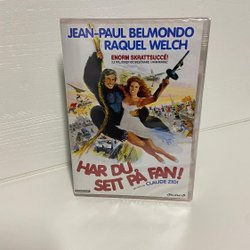 JEAN-PAUL BELMONDO
RAQUEL WELCH
ENORM SKRATTSUCCÉ!
HAR DU
SETT PÅ FAN!
CLAUDE ZIDI